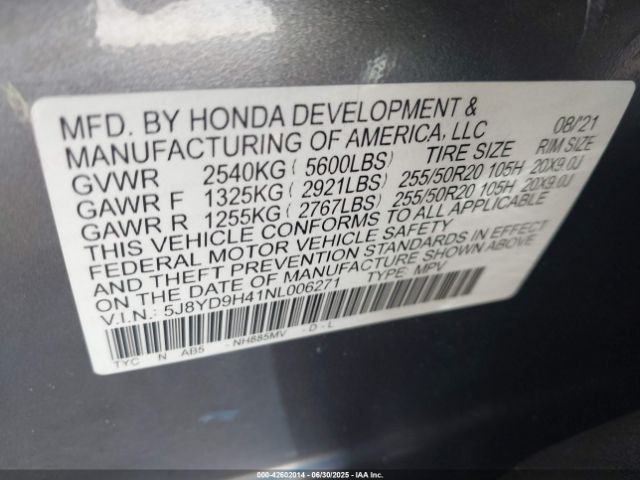 MFD. BY HONDA DEVELOPMENT & 08/'21
MANUFACTURING OF AMERICA, LLC
GVWR 2540KG (5600LBS) TIRE SIZE RIM SIZE
GAWR F 1325KG (2921LBS) 255/50R20 105H 20X9.0J
GAWR R 1255KG (2767LBS) 255/50R20 105H 20X9.0J
THIS VEHICLE CONFORMS TO ALL APPLICABLE
FEDERAL MOTOR VEHICLE SAFETY
AND THEFT PREVENTION STANDARDS IN EFFECT
ON THE DATE OF MANUFACTURE SHOWN ABOVE
V.I.N.: 5J8YD9H41NL006271 TYPE: MPV
TYC N AB5 - NH885MV - D - L
000-42602014 - 06/30/2025 - IAAI.COM